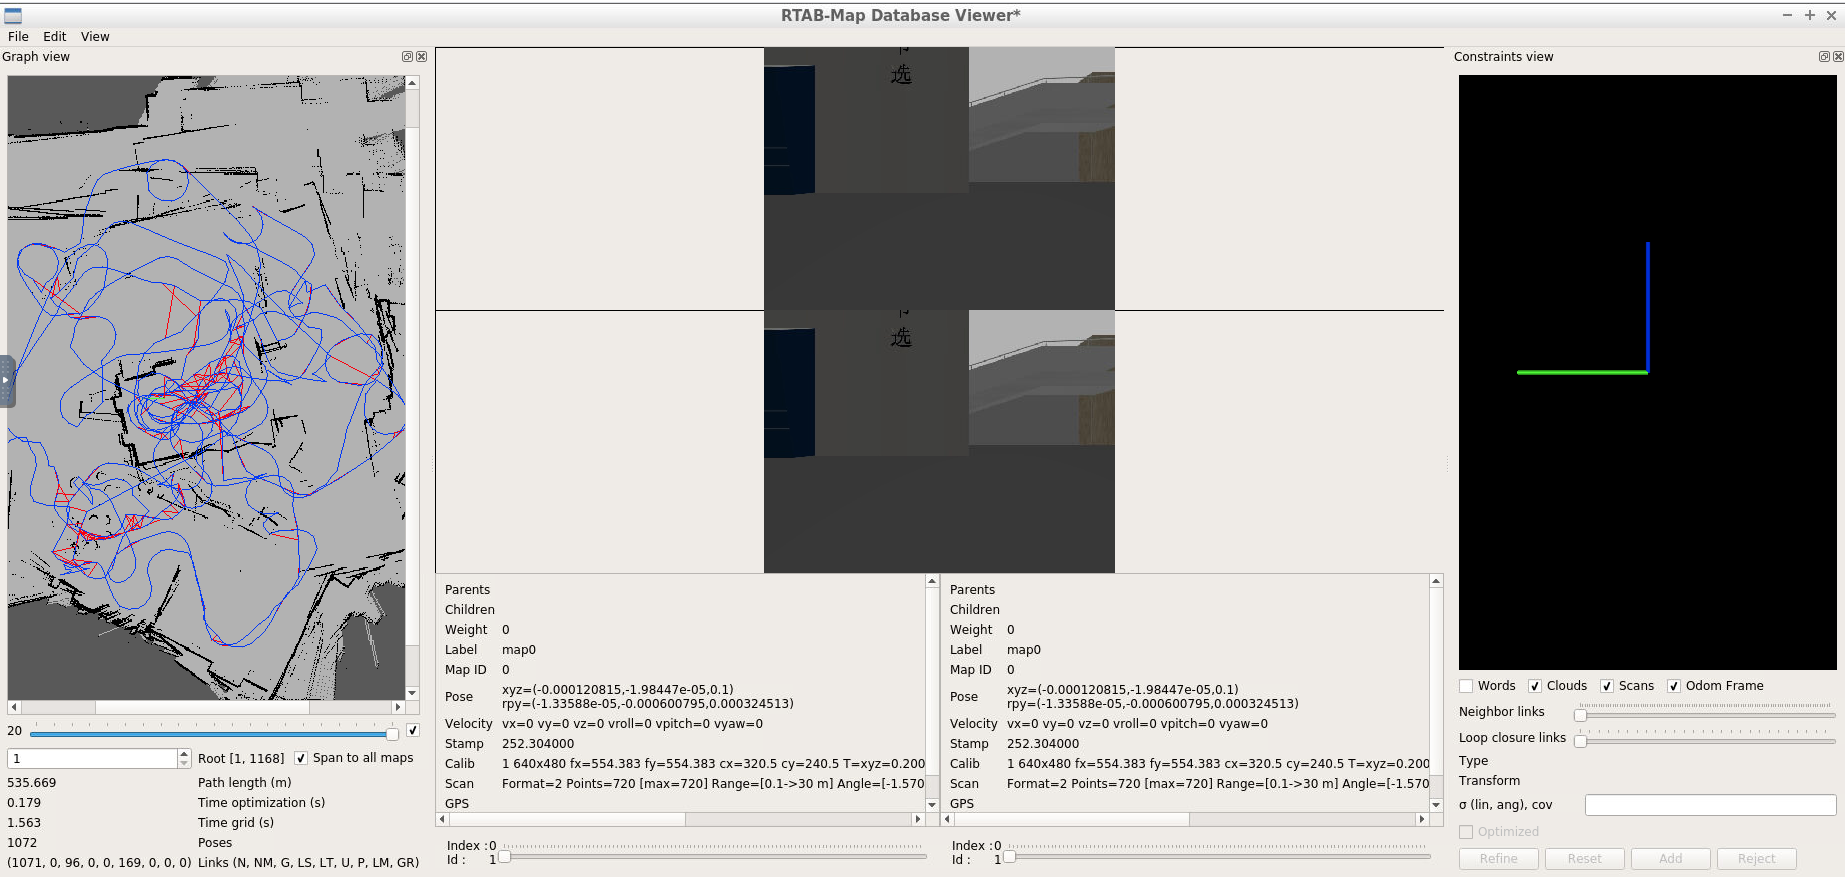 RTAB-Map Database Viewer*
File Edit View
Graph view
Constraints view
选
选
Parents
Children
Weight 0
Label map0
Map ID 0
Pose xyz=(-0.000120815,-1.98447e-05,0.1)
rpy=(-1.33588e-05,-0.000600795,0.000324513)
Velocity vx=0 vy=0 vz=0 vroll=0 vpitch=0 vyaw=0
Stamp 252.304000
Calib 1 640x480 fx=554.383 fy=554.383 cx=320.5 cy=240.5 T=xyz=0.200
Scan Format=2 Points=720 [max=720] Range=[0.1->30 m] Angle=[-1.570
GPS
Index : 0
Id : 1
Parents
Children
Weight 0
Label map0
Map ID 0
Pose xyz=(-0.000120815,-1.98447e-05,0.1)
rpy=(-1.33588e-05,-0.000600795,0.000324513)
Velocity vx=0 vy=0 vz=0 vroll=0 vpitch=0 vyaw=0
Stamp 252.304000
Calib 1 640x480 fx=554.383 fy=554.383 cx=320.5 cy=240.5 T=xyz=0.200
Scan Format=2 Points=720 [max=720] Range=[0.1->30 m] Angle=[-1.570
GPS
Index : 0
Id : 1
20
1 Root [1, 1168] Span to all maps
535.669 Path length (m)
0.179 Time optimization (s)
1.563 Time grid (s)
1072 Poses
(1071, 0, 96, 0, 0, 169, 0, 0, 0) Links (N, NM, G, LS, LT, U, P, LM, GR)
Words Clouds Scans Odom Frame
Neighbor links
Loop closure links
Type
Transform
σ (lin, ang), cov
Optimized
Refine Reset Add Reject